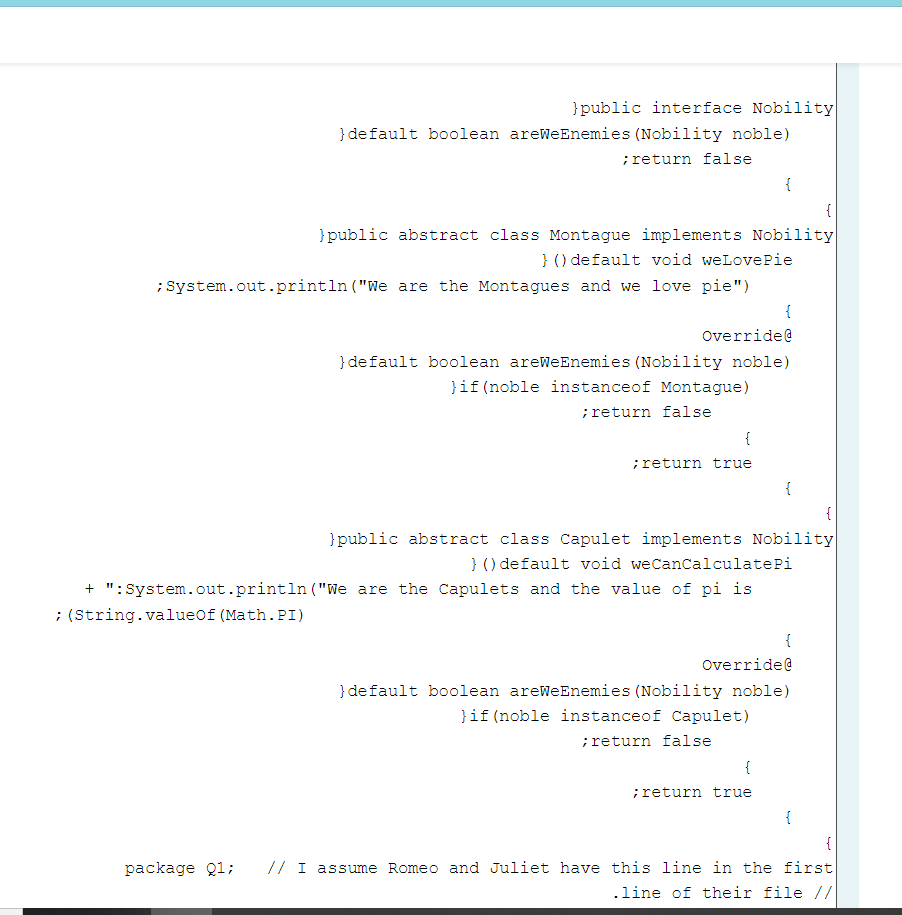 }public interface Nobility
}default boolean areWeEnemies(Nobility noble)
;return false
{
{
}public abstract class Montague implements Nobility
}()default void weLovePie
;System.out.println("We are the Montagues and we love pie")
{
Override@
}default boolean areWeEnemies(Nobility noble)
}if(noble instanceof Montague)
;return false
{
;return true
{
{
}public abstract class Capulet implements Nobility
}()default void weCanCalculatePi
+ ":System.out.println("We are the Capulets and the value of pi is
;(String.valueOf(Math.PI)
{
Override@
}default boolean areWeEnemies(Nobility noble)
}if(noble instanceof Capulet)
;return false
{
;return true
{
{
package Q1;   // I assume Romeo and Juliet have this line in the first
.line of their file //